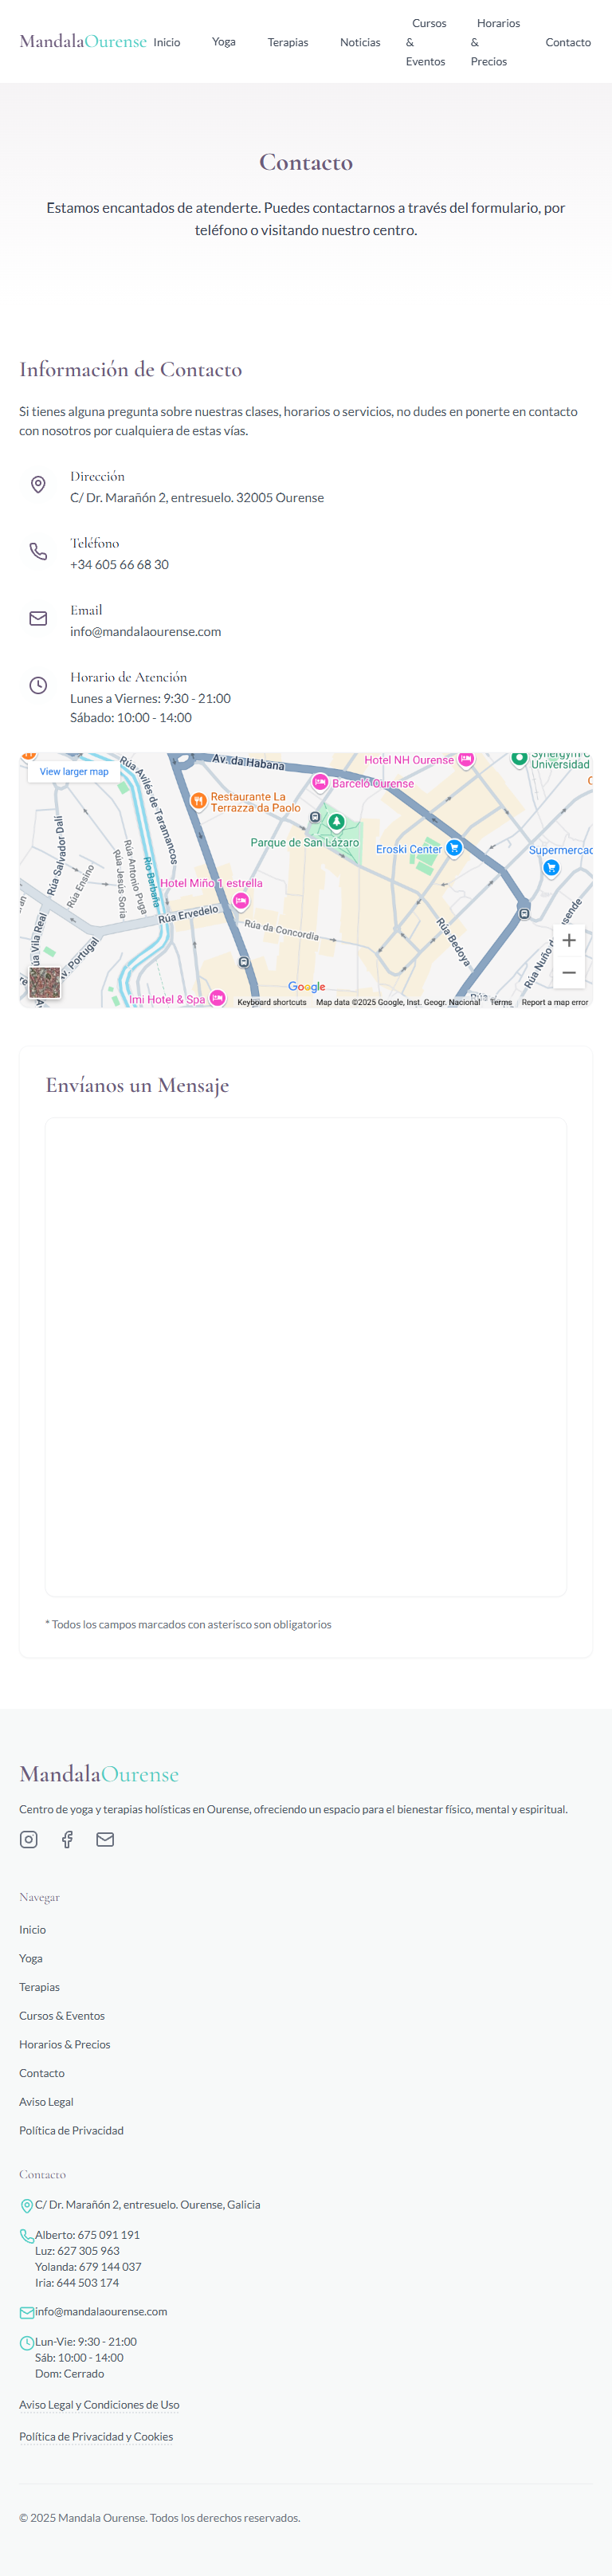 MandalaOurense
Inicio
Yoga
Terapias
Noticias
Cursos
&
Eventos
Horarios
&
Precios
Contacto
Contacto
Estamos encantados de atenderte. Puedes contactarnos a través del formulario, por
teléfono o visitando nuestro centro.
Información de Contacto
Si tienes alguna pregunta sobre nuestras clases, horarios o servicios, no dudes en ponerte en contacto
con nosotros por cualquiera de estas vías.
Dirección
C/ Dr. Marañón 2, entresuelo. 32005 Ourense
Teléfono
+34 605 66 68 30
Email
info@mandalaourense.com
Horario de Atención
Lunes a Viernes: 9:30 - 21:00
Sábado: 10:00 - 14:00
View larger map
Rúa Avilés de Taramancos
Av. da Habana
Hotel NH Ourense
Universidad
Barceló Ourense
Restaurante La
Terrazza da Paolo
Parque de San Lázaro
Eroski Center
Supermerc
Rúa Salvador Dalí
Rúa Ensino
Rúa Jesús Soria
Rúa Antonio Puga
Río Barbaña
Hotel Miño 1 estrella
Rúa Ervedelo
Rúa da Concordia
Rúa Bedoya
Av. Portugal
Imi Hotel & Spa
Google
Keyboard shortcuts
Map data ©2025 Google, Inst. Geogr. Nacional
Terms
Report a map error
Envíanos un Mensaje
* Todos los campos marcados con asterisco son obligatorios
MandalaOurense
Centro de yoga y terapias holísticas en Ourense, ofreciendo un espacio para el bienestar físico, mental y espiritual.
Navegar
Inicio
Yoga
Terapias
Cursos & Eventos
Horarios & Precios
Contacto
Aviso Legal
Política de Privacidad
Contacto
C/ Dr. Marañón 2, entresuelo. Ourense, Galicia
Alberto: 675 091 191
Luz: 627 305 963
Yolanda: 679 144 037
Iria: 644 503 174
info@mandalaourense.com
Lun-Vie: 9:30 - 21:00
Sáb: 10:00 - 14:00
Dom: Cerrado
Aviso Legal y Condiciones de Uso
Política de Privacidad y Cookies
© 2025 Mandala Ourense. Todos los derechos reservados.